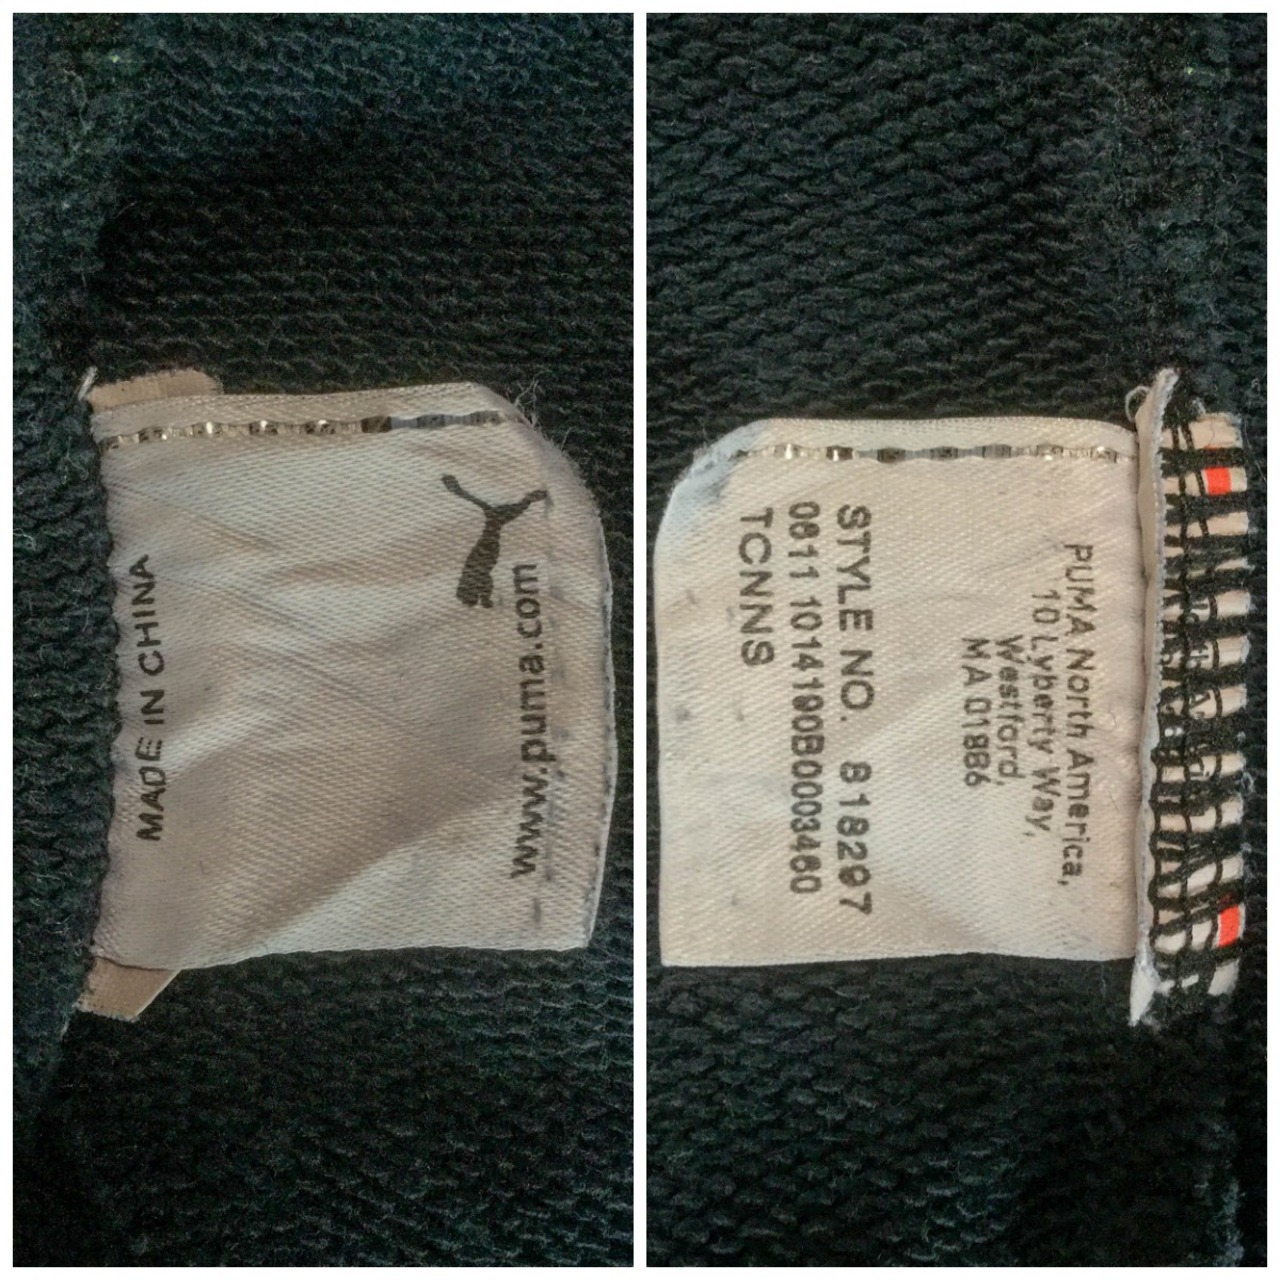 www.puma.com
MADE IN CHINA
PUMA North America,
10 Lyberty Way,
Westford,
MA 01886
STYLE NO. 818297
0811 1014190B0003460
TCNNS